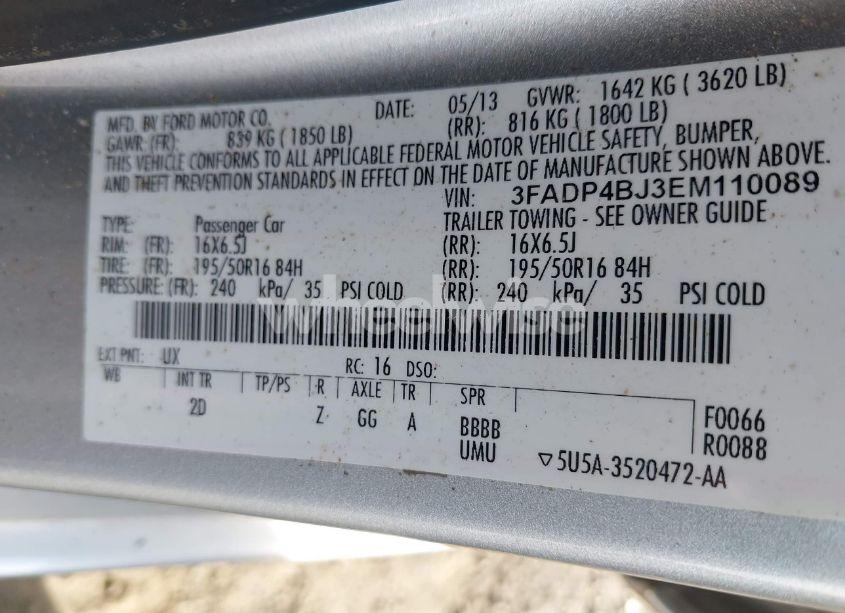 MFD. BY FORD MOTOR CO. DATE: 05/13 GVWR: 1642 KG ( 3620 LB)
GAWR: (FR): 839 KG ( 1850 LB) (RR): 816 KG ( 1800 LB)
THIS VEHICLE CONFORMS TO ALL APPLICABLE FEDERAL MOTOR VEHICLE SAFETY, BUMPER,
AND THEFT PREVENTION STANDARDS IN EFFECT ON THE DATE OF MANUFACTURE SHOWN ABOVE.
VIN: 3FADP4BJ3EM110089
TYPE: Passenger Car TRAILER TOWING - SEE OWNER GUIDE
RIM: (FR): 16X6.5J (RR): 16X6.5J
TIRE: (FR): 195/50R16 84H (RR): 195/50R16 84H
PRESSURE: (FR): 240 kPa/ 35 PSI COLD (RR): 240 kPa/ 35 PSI COLD
wheelwise
EXT PNT: UX RC: 16 DSO:
WB INT TR TP/PS R AXLE TR SPR
2D Z GG A BBBB F0066
UMU R0088
▽5U5A-3520472-AA